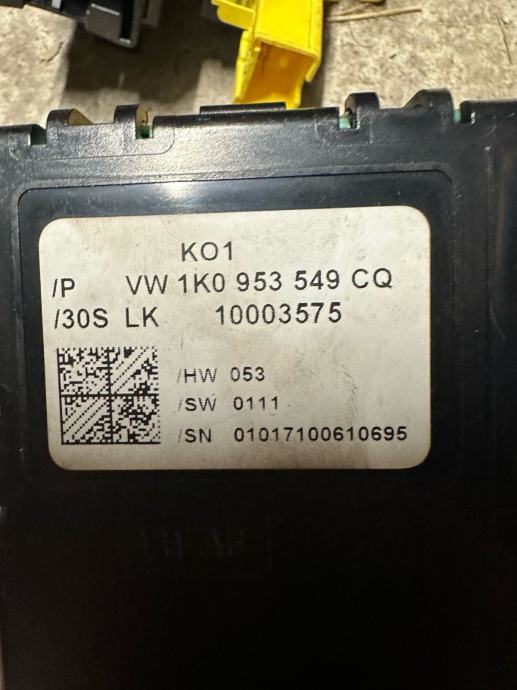 KO1
/P VW 1K0 953 549 CQ
/30S LK 10003575
/HW 053
/SW 0111
/SN 01017100610695